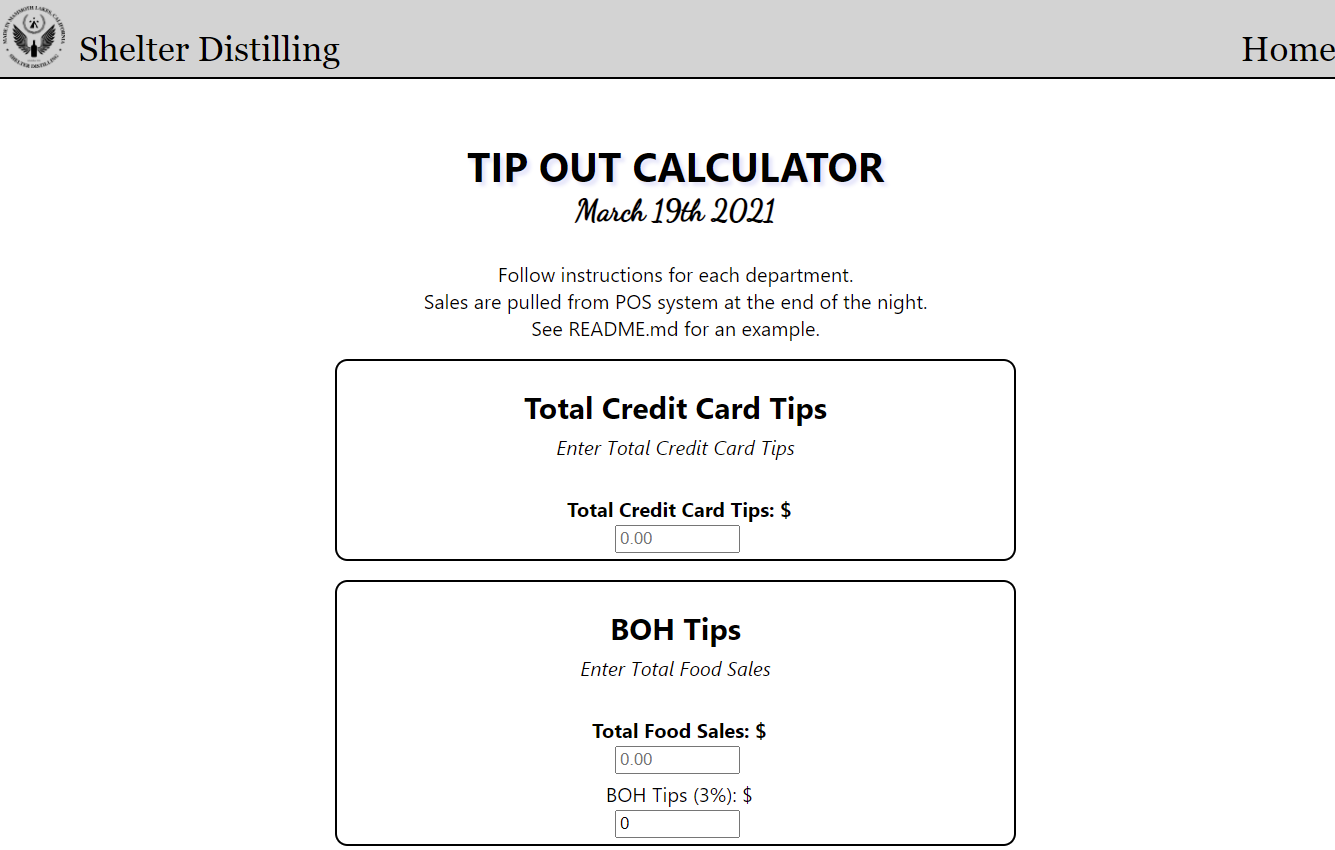 MADE IN MAMMOTH LAKES, CALIFORNIA
SHELTER DISTILLING
Shelter Distilling
Home
TIP OUT CALCULATOR
March 19th 2021
Follow instructions for each department.
Sales are pulled from POS system at the end of the night.
See README.md for an example.
Total Credit Card Tips
Enter Total Credit Card Tips
Total Credit Card Tips: $
0.00
BOH Tips
Enter Total Food Sales
Total Food Sales: $
0.00
BOH Tips (3%): $
0